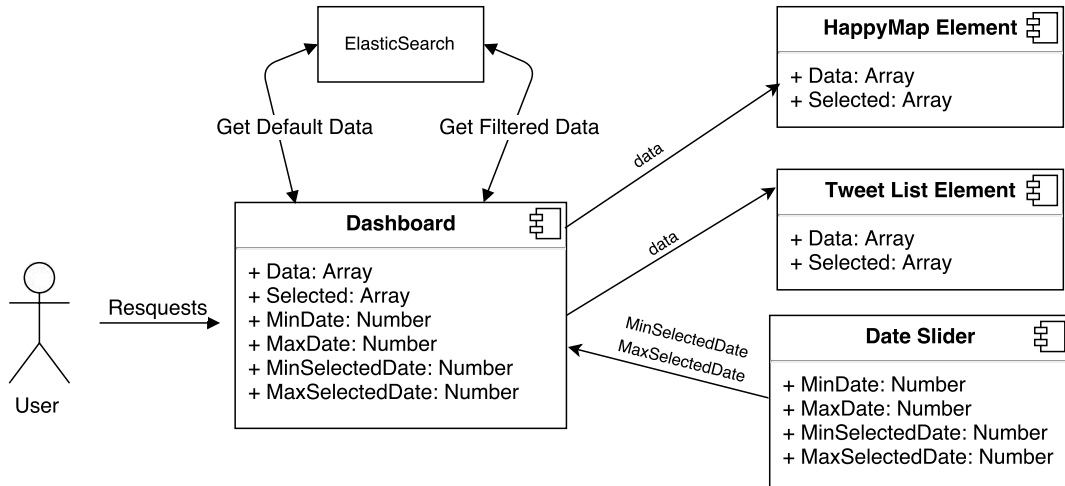 ElasticSearch
Get Default Data
Get Filtered Data
HappyMap Element
+ Data: Array
+ Selected: Array
data
Tweet List Element
+ Data: Array
+ Selected: Array
data
Dashboard
+ Data: Array
+ Selected: Array
+ MinDate: Number
+ MaxDate: Number
+ MinSelectedDate: Number
+ MaxSelectedDate: Number
Resquests
User
MinSelectedDate
MaxSelectedDate
Date Slider
+ MinDate: Number
+ MaxDate: Number
+ MinSelectedDate: Number
+ MaxSelectedDate: Number